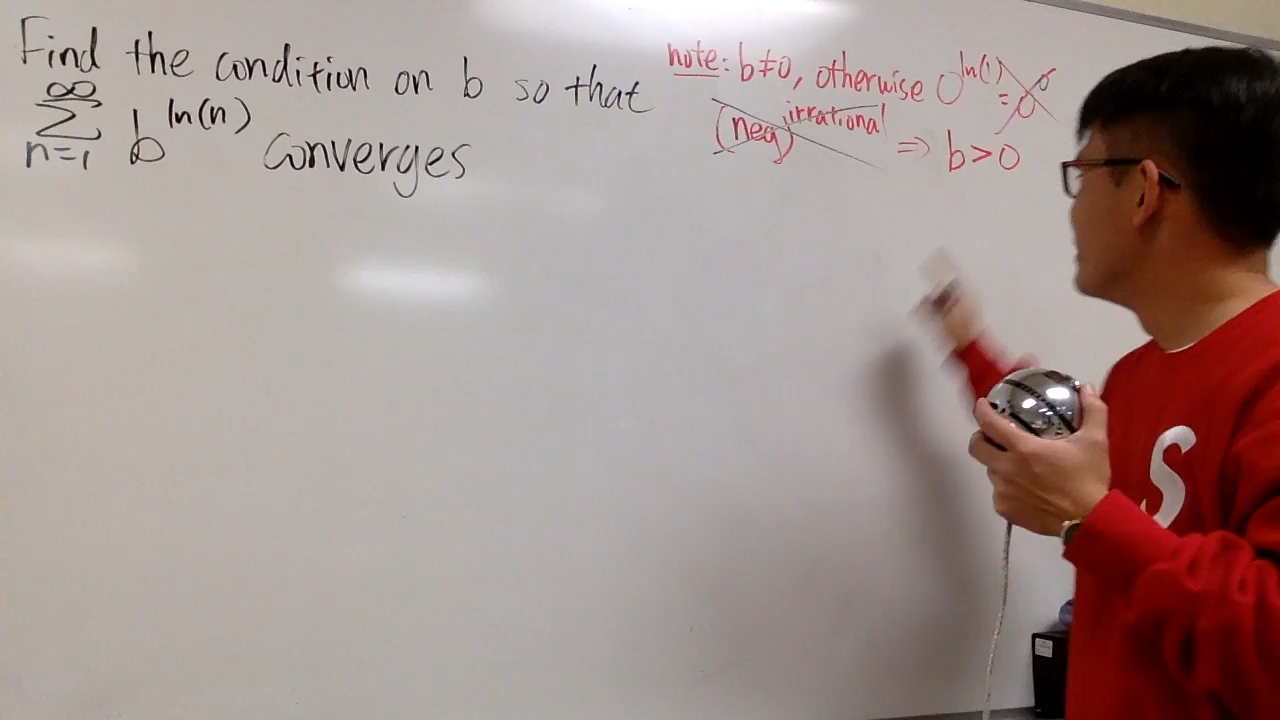 Find the condition on b so that
∞
∑ b^ln(n) converges
n=1
note: b≠0, otherwise 0^ln(1) = 0^0
(neg)^irrational ⇒ b>0
S